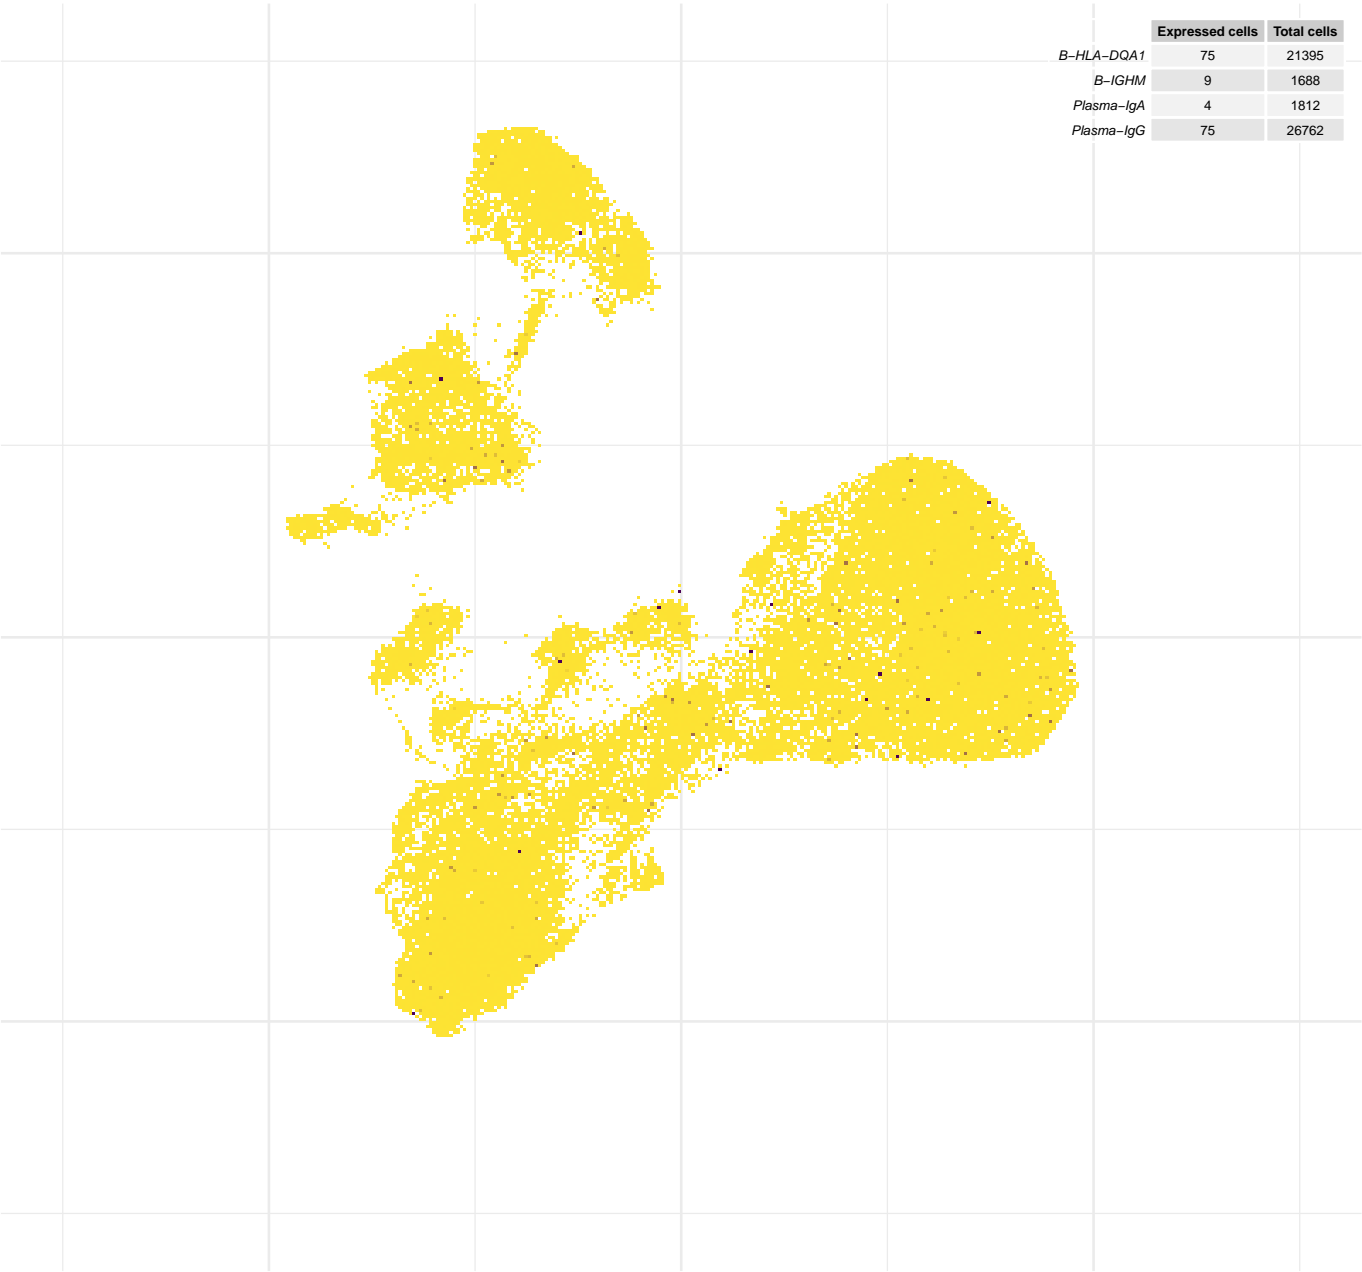 Expressed cells Total cells
B−HLA−DQA1 75 21395
B−IGHM 9 1688
Plasma−IgA 4 1812
Plasma−IgG 75 26762